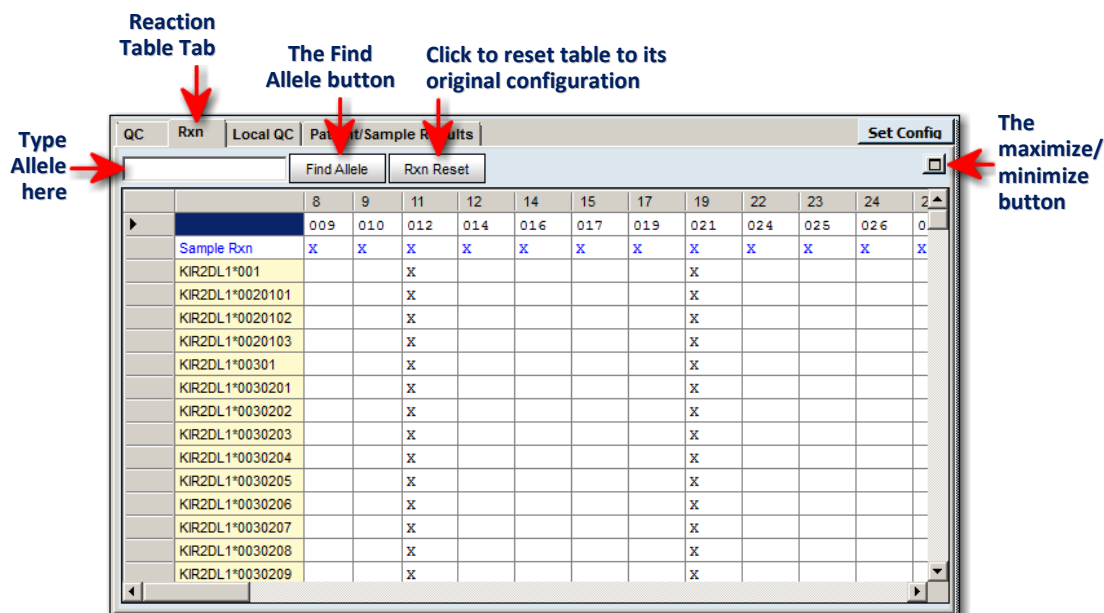 Reaction
Table Tab
The Find
Allele button
Click to reset table to its
original configuration
Type
Allele
here
The
maximize/
minimize
button
QC Rxn Local QC Set Config
Find Allele Rxn Reset
8 9 11 12 14 15 17 19 22 23 24
009 010 012 014 016 017 019 021 024 025 026
Sample Rxn X X X X X X X X X X X X
KIR2DL1*001 X X
KIR2DL1*0020101 X X
KIR2DL1*0020102 X X
KIR2DL1*0020103 X X
KIR2DL1*00301 X X
KIR2DL1*0030201 X X
KIR2DL1*0030202 X X
KIR2DL1*0030203 X X
KIR2DL1*0030204 X X
KIR2DL1*0030205 X X
KIR2DL1*0030206 X X
KIR2DL1*0030207 X X
KIR2DL1*0030208 X X
KIR2DL1*0030209 X X